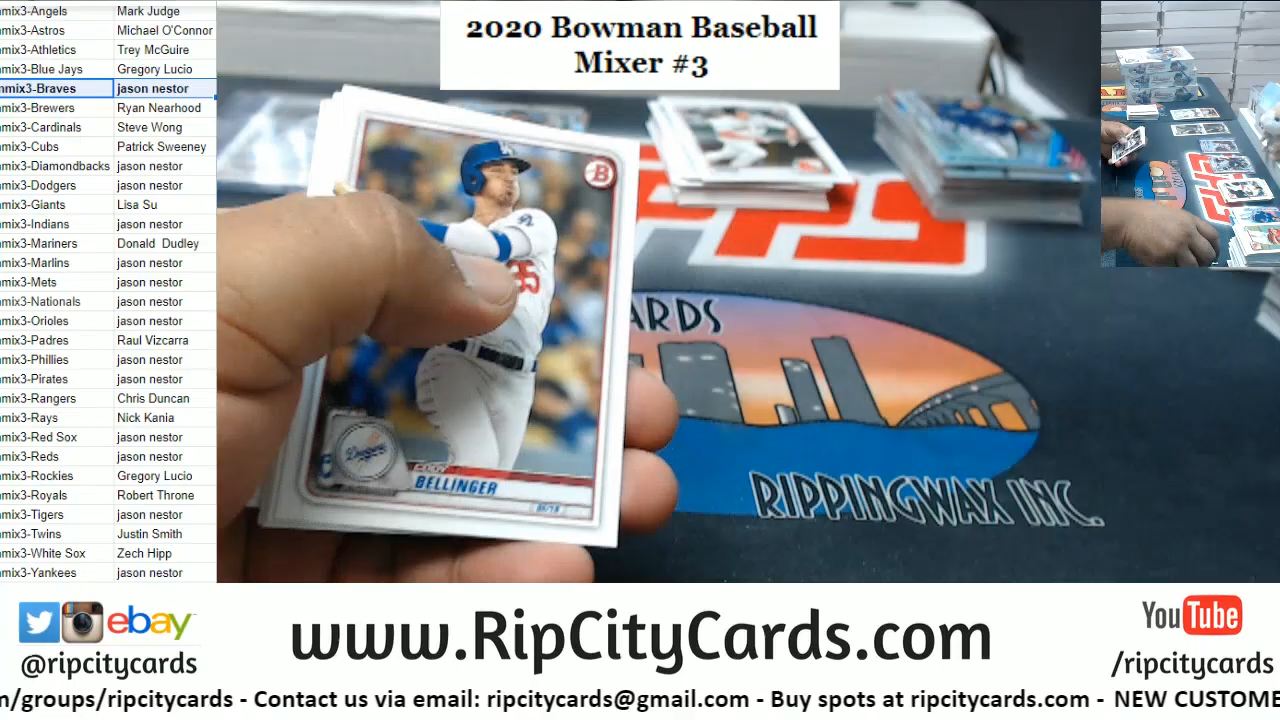 2020 Bowman Baseball
Mixer #3
mix3-Angels Mark Judge
mix3-Astros Michael O'Connor
mix3-Athletics Trey McGuire
mix3-Blue Jays Gregory Lucio
mix3-Braves jason nestor
mix3-Brewers Ryan Nearhood
mix3-Cardinals Steve Wong
mix3-Cubs Patrick Sweeney
mix3-Diamondbacks jason nestor
mix3-Dodgers jason nestor
mix3-Giants Lisa Su
mix3-Indians jason nestor
mix3-Mariners Donald Dudley
mix3-Marlins jason nestor
mix3-Mets jason nestor
mix3-Nationals jason nestor
mix3-Orioles jason nestor
mix3-Padres Raul Vizcarra
mix3-Phillies jason nestor
mix3-Pirates jason nestor
mix3-Rangers Chris Duncan
mix3-Rays Nick Kania
mix3-Red Sox jason nestor
mix3-Reds jason nestor
mix3-Rockies Gregory Lucio
mix3-Royals Robert Throne
mix3-Tigers jason nestor
mix3-Twins Justin Smith
mix3-White Sox Zech Hipp
mix3-Yankees jason nestor
B
35
Dodgers
CODY
BELLINGER
ARDS
RIPPINGWAX INC.
ebay
@ripcitycards
www.RipCityCards.com
YouTube
/ripcitycards
m/groups/ripcitycards - Contact us via email: ripcitycards@gmail.com - Buy spots at ripcitycards.com - NEW CUSTOME